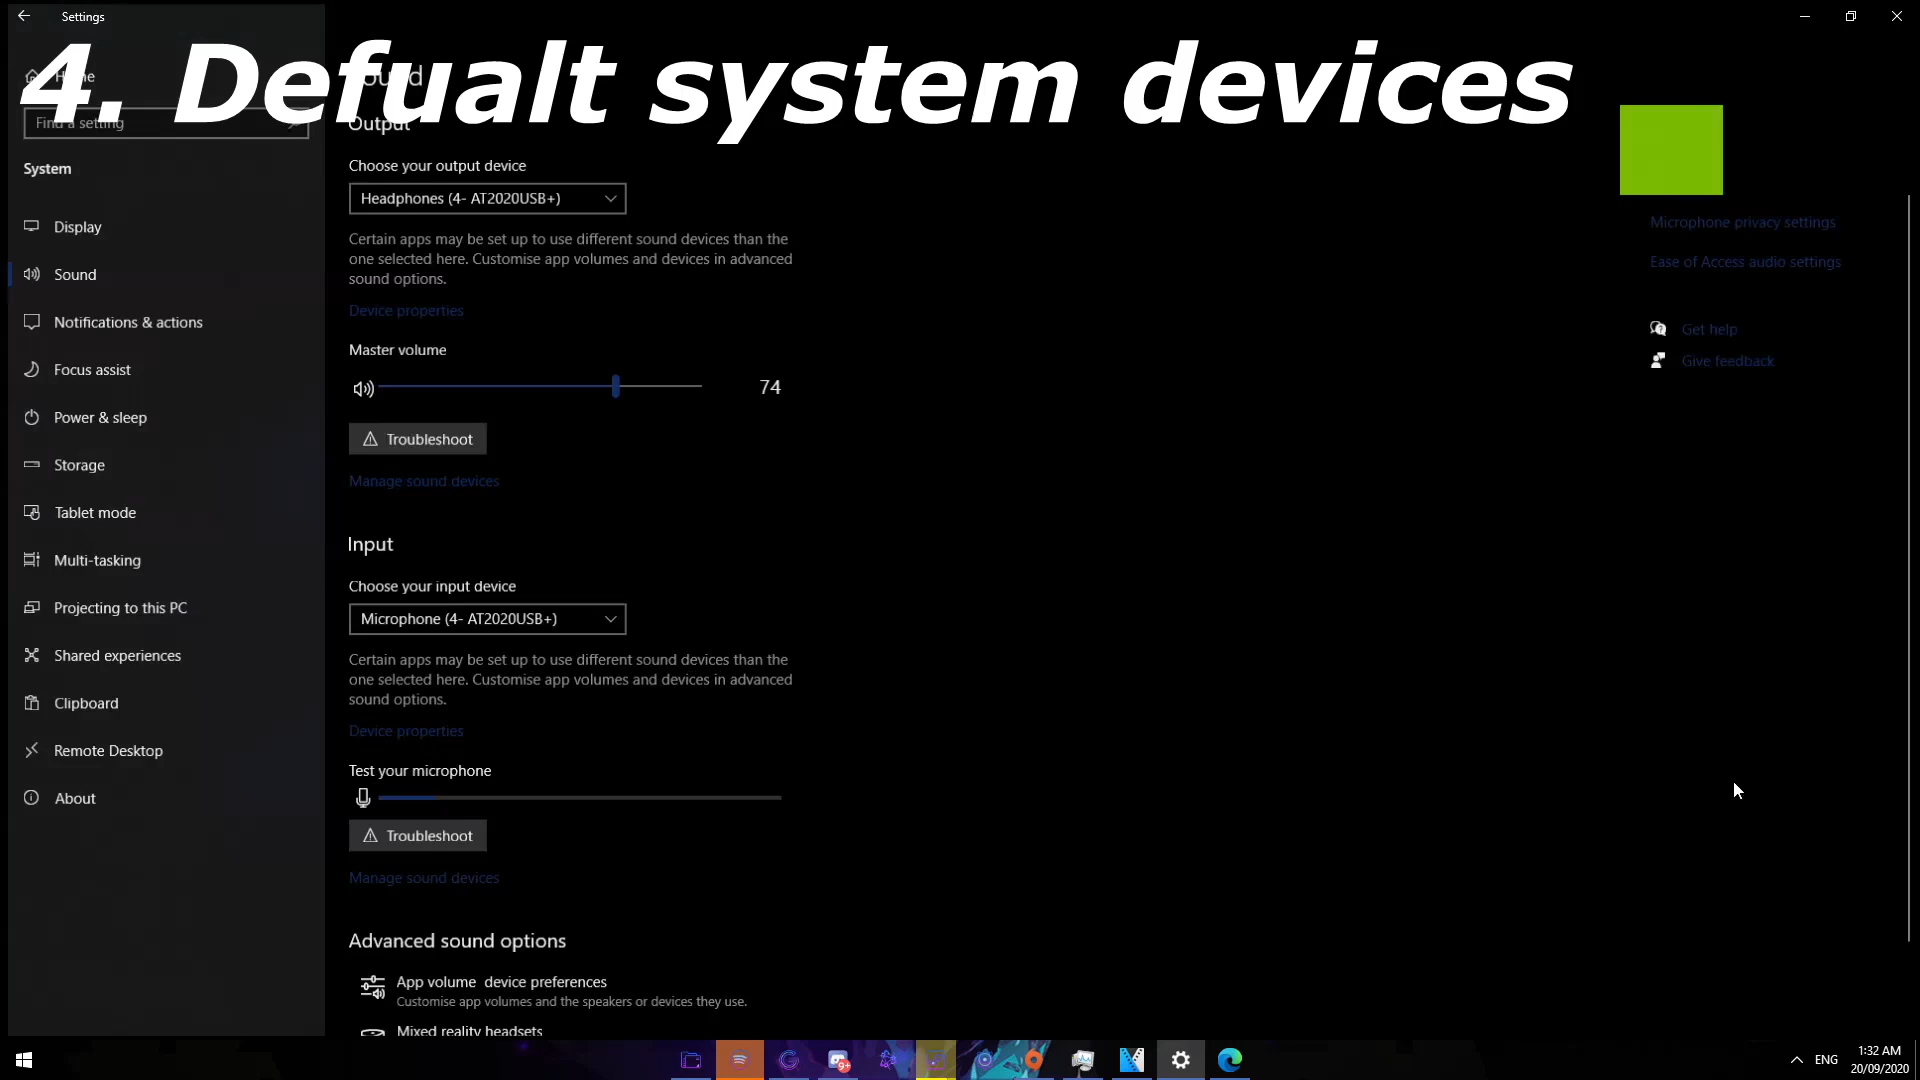 Settings
4. Defualt system devices
Home
Sound
Find a setting
Output
System
Choose your output device
Headphones (4- AT2020USB+)
Display
Sound
Notifications & actions
Focus assist
Power & sleep
Storage
Tablet mode
Multi-tasking
Projecting to this PC
Shared experiences
Clipboard
Remote Desktop
About
Certain apps may be set up to use different sound devices than the
one selected here. Customise app volumes and devices in advanced
sound options.
Device properties
Master volume
74
Troubleshoot
Manage sound devices
Input
Choose your input device
Microphone (4- AT2020USB+)
Certain apps may be set up to use different sound devices than the
one selected here. Customise app volumes and devices in advanced
sound options.
Device properties
Test your microphone
Troubleshoot
Manage sound devices
Advanced sound options
App volume device preferences
Customise app volumes and the speakers or devices they use.
Mixed reality headsets
Microphone privacy settings
Ease of Access audio settings
Get help
Give feedback
9+
ENG
1:32 AM
20/09/2020